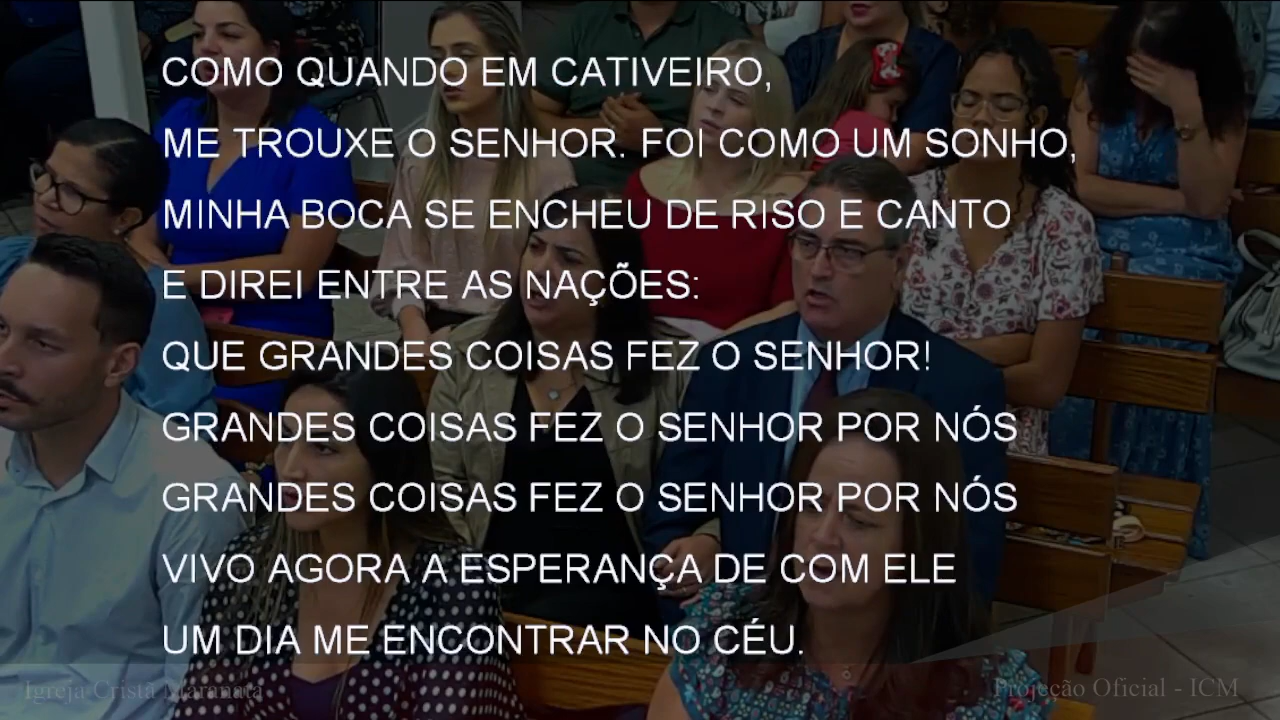 COMO QUANDO EM CATIVEIRO,
ME TROUXE O SENHOR. FOI COMO UM SONHO,
MINHA BOCA SE ENCHEU DE RISO E CANTO
E DIREI ENTRE AS NAÇÕES:
QUE GRANDES COISAS FEZ O SENHOR!
GRANDES COISAS FEZ O SENHOR POR NÓS
GRANDES COISAS FEZ O SENHOR POR NÓS
VIVO AGORA A ESPERANÇA DE COM ELE
UM DIA ME ENCONTRAR NO CÉU.
Igreja Cristã Maranata
Projeção Oficial - ICM